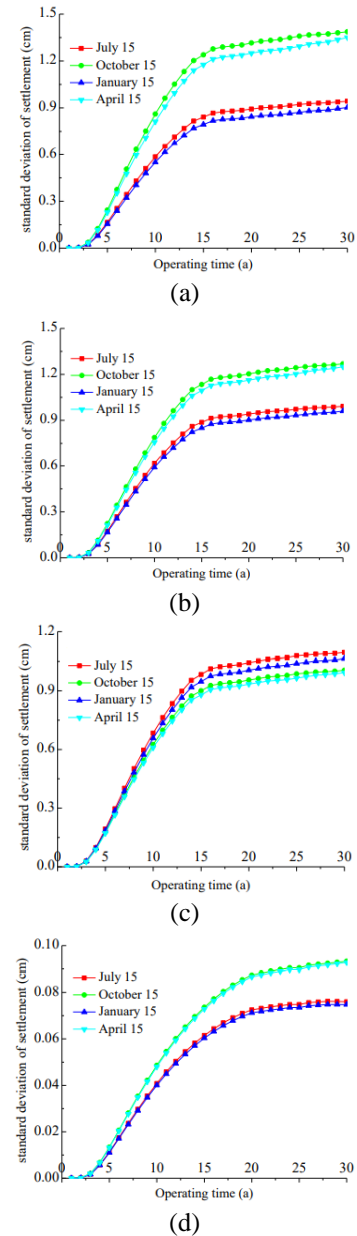 1.5
1.2
0.9
0.6
0.3
0.0
standard deviation of settlement (cm)
July 15
October 15
January 15
April 15
0 5 10 15 20 25 30
Operating time (a)
(a)
1.5
1.2
0.9
0.6
0.3
0.0
standard deviation of settlement (cm)
July 15
October 15
January 15
April 15
0 5 10 15 20 25 30
Operating time (a)
(b)
1.2
0.9
0.6
0.3
0.0
standard deviation of settlement (cm)
July 15
October 15
January 15
April 15
0 5 10 15 20 25 30
Operating time (a)
(c)
0.10
0.08
0.06
0.04
0.02
0.00
standard deviation of settlement (cm)
July 15
October 15
January 15
April 15
0 5 10 15 20 25 30
Operating time (a)
(d)